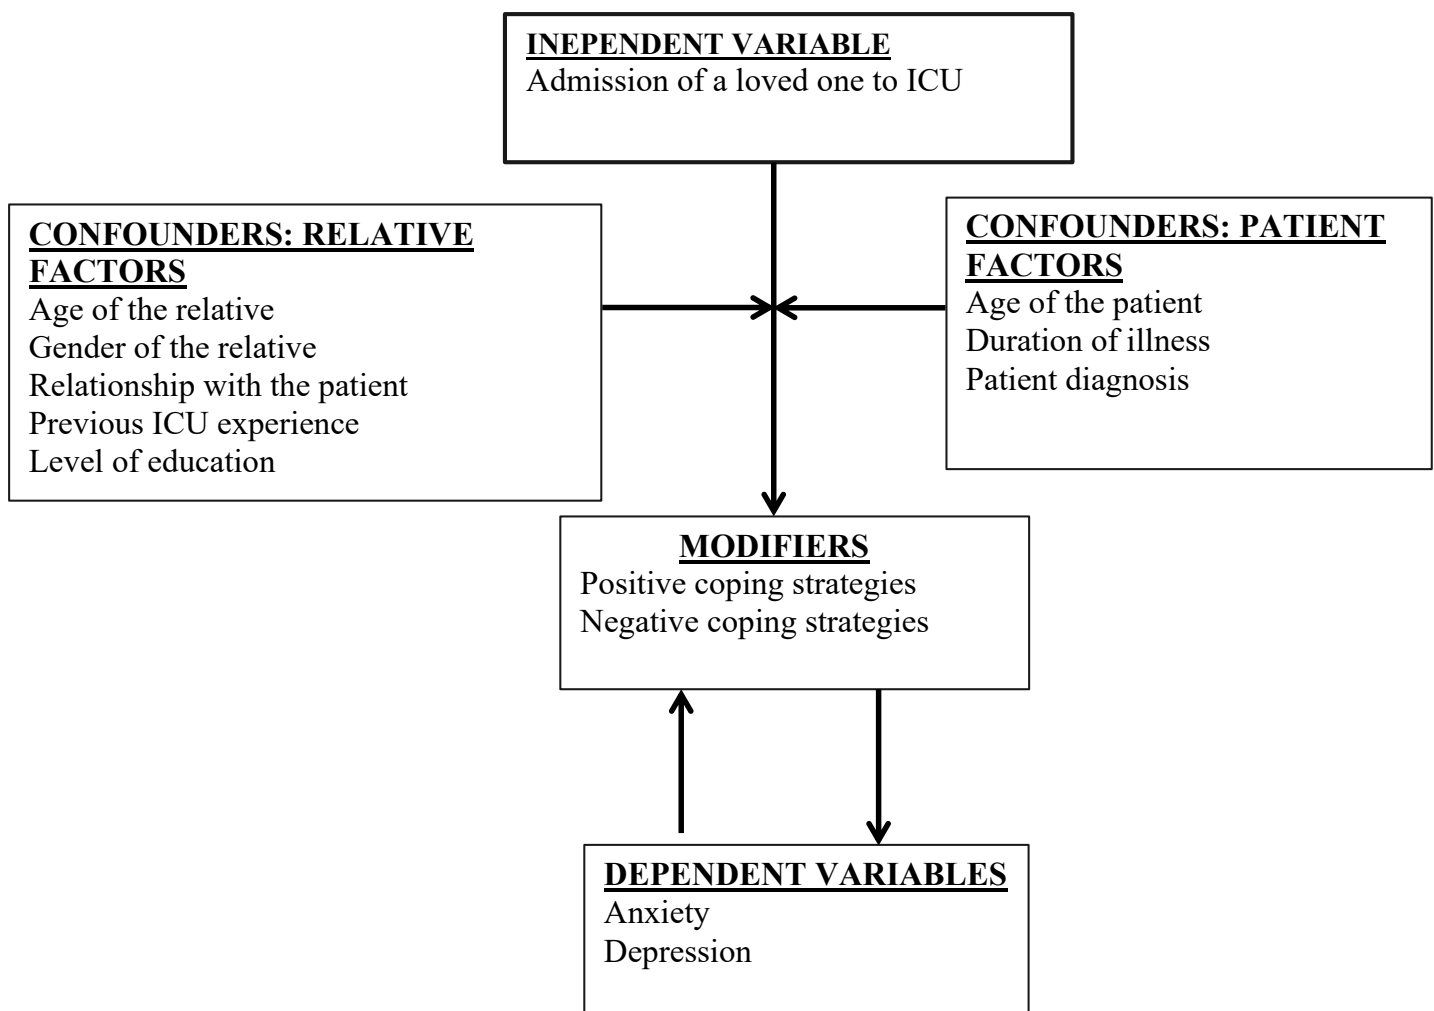 INEPENDENT VARIABLE
Admission of a loved one to ICU
CONFOUNDERS: RELATIVE
FACTORS
Age of the relative
Gender of the relative
Relationship with the patient
Previous ICU experience
Level of education
CONFOUNDERS: PATIENT
FACTORS
Age of the patient
Duration of illness
Patient diagnosis
MODIFIERS
Positive coping strategies
Negative coping strategies
DEPENDENT VARIABLES
Anxiety
Depression